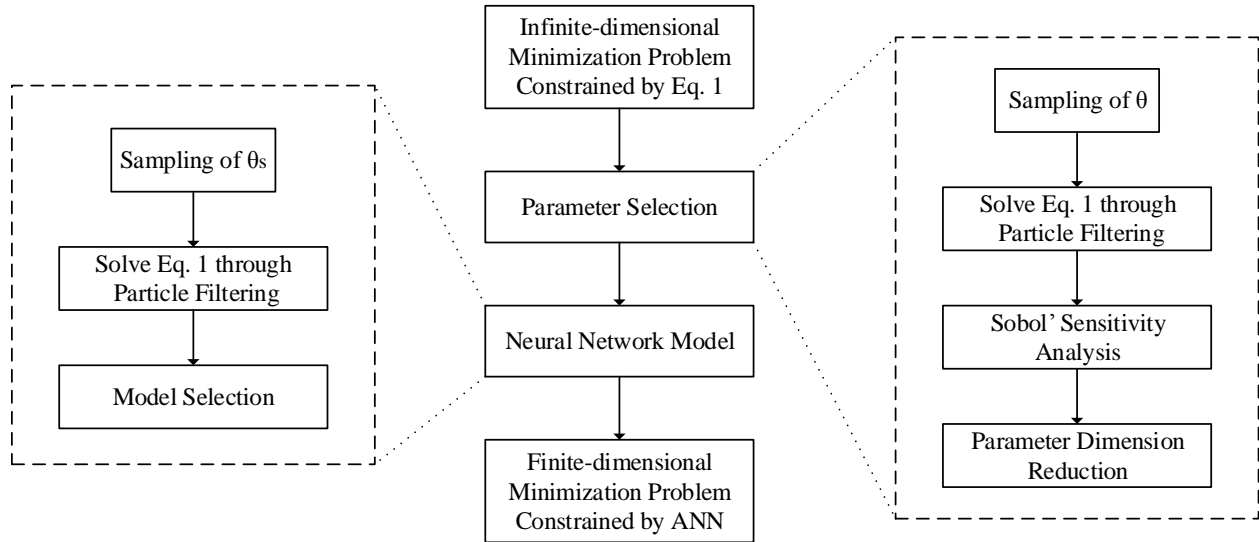 Infinite-dimensional
Minimization Problem
Constrained by Eq. 1
Parameter Selection
Neural Network Model
Finite-dimensional
Minimization Problem
Constrained by ANN
Sampling of θs
Solve Eq. 1 through
Particle Filtering
Model Selection
Sampling of θ
Solve Eq. 1 through
Particle Filtering
Sobol’ Sensitivity
Analysis
Parameter Dimension
Reduction